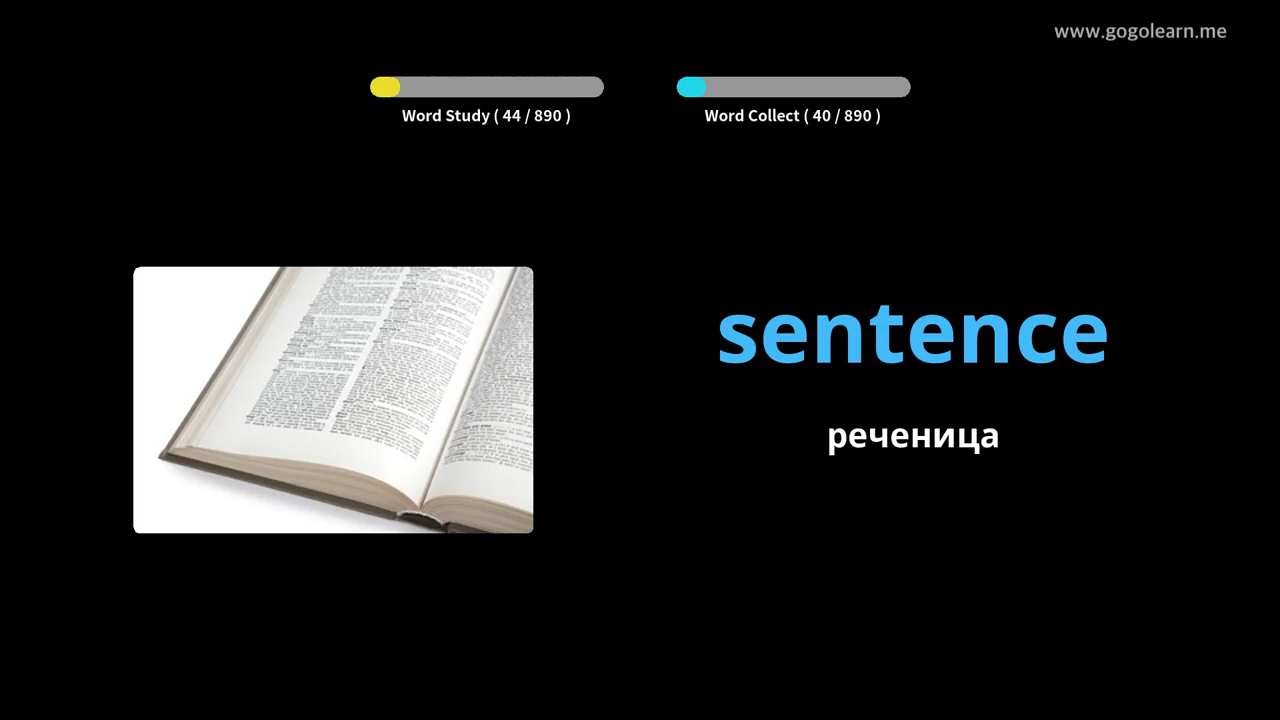 www.gogolearn.me
Word Study ( 44 / 890 )
Word Collect ( 40 / 890 )
sentence
реченица